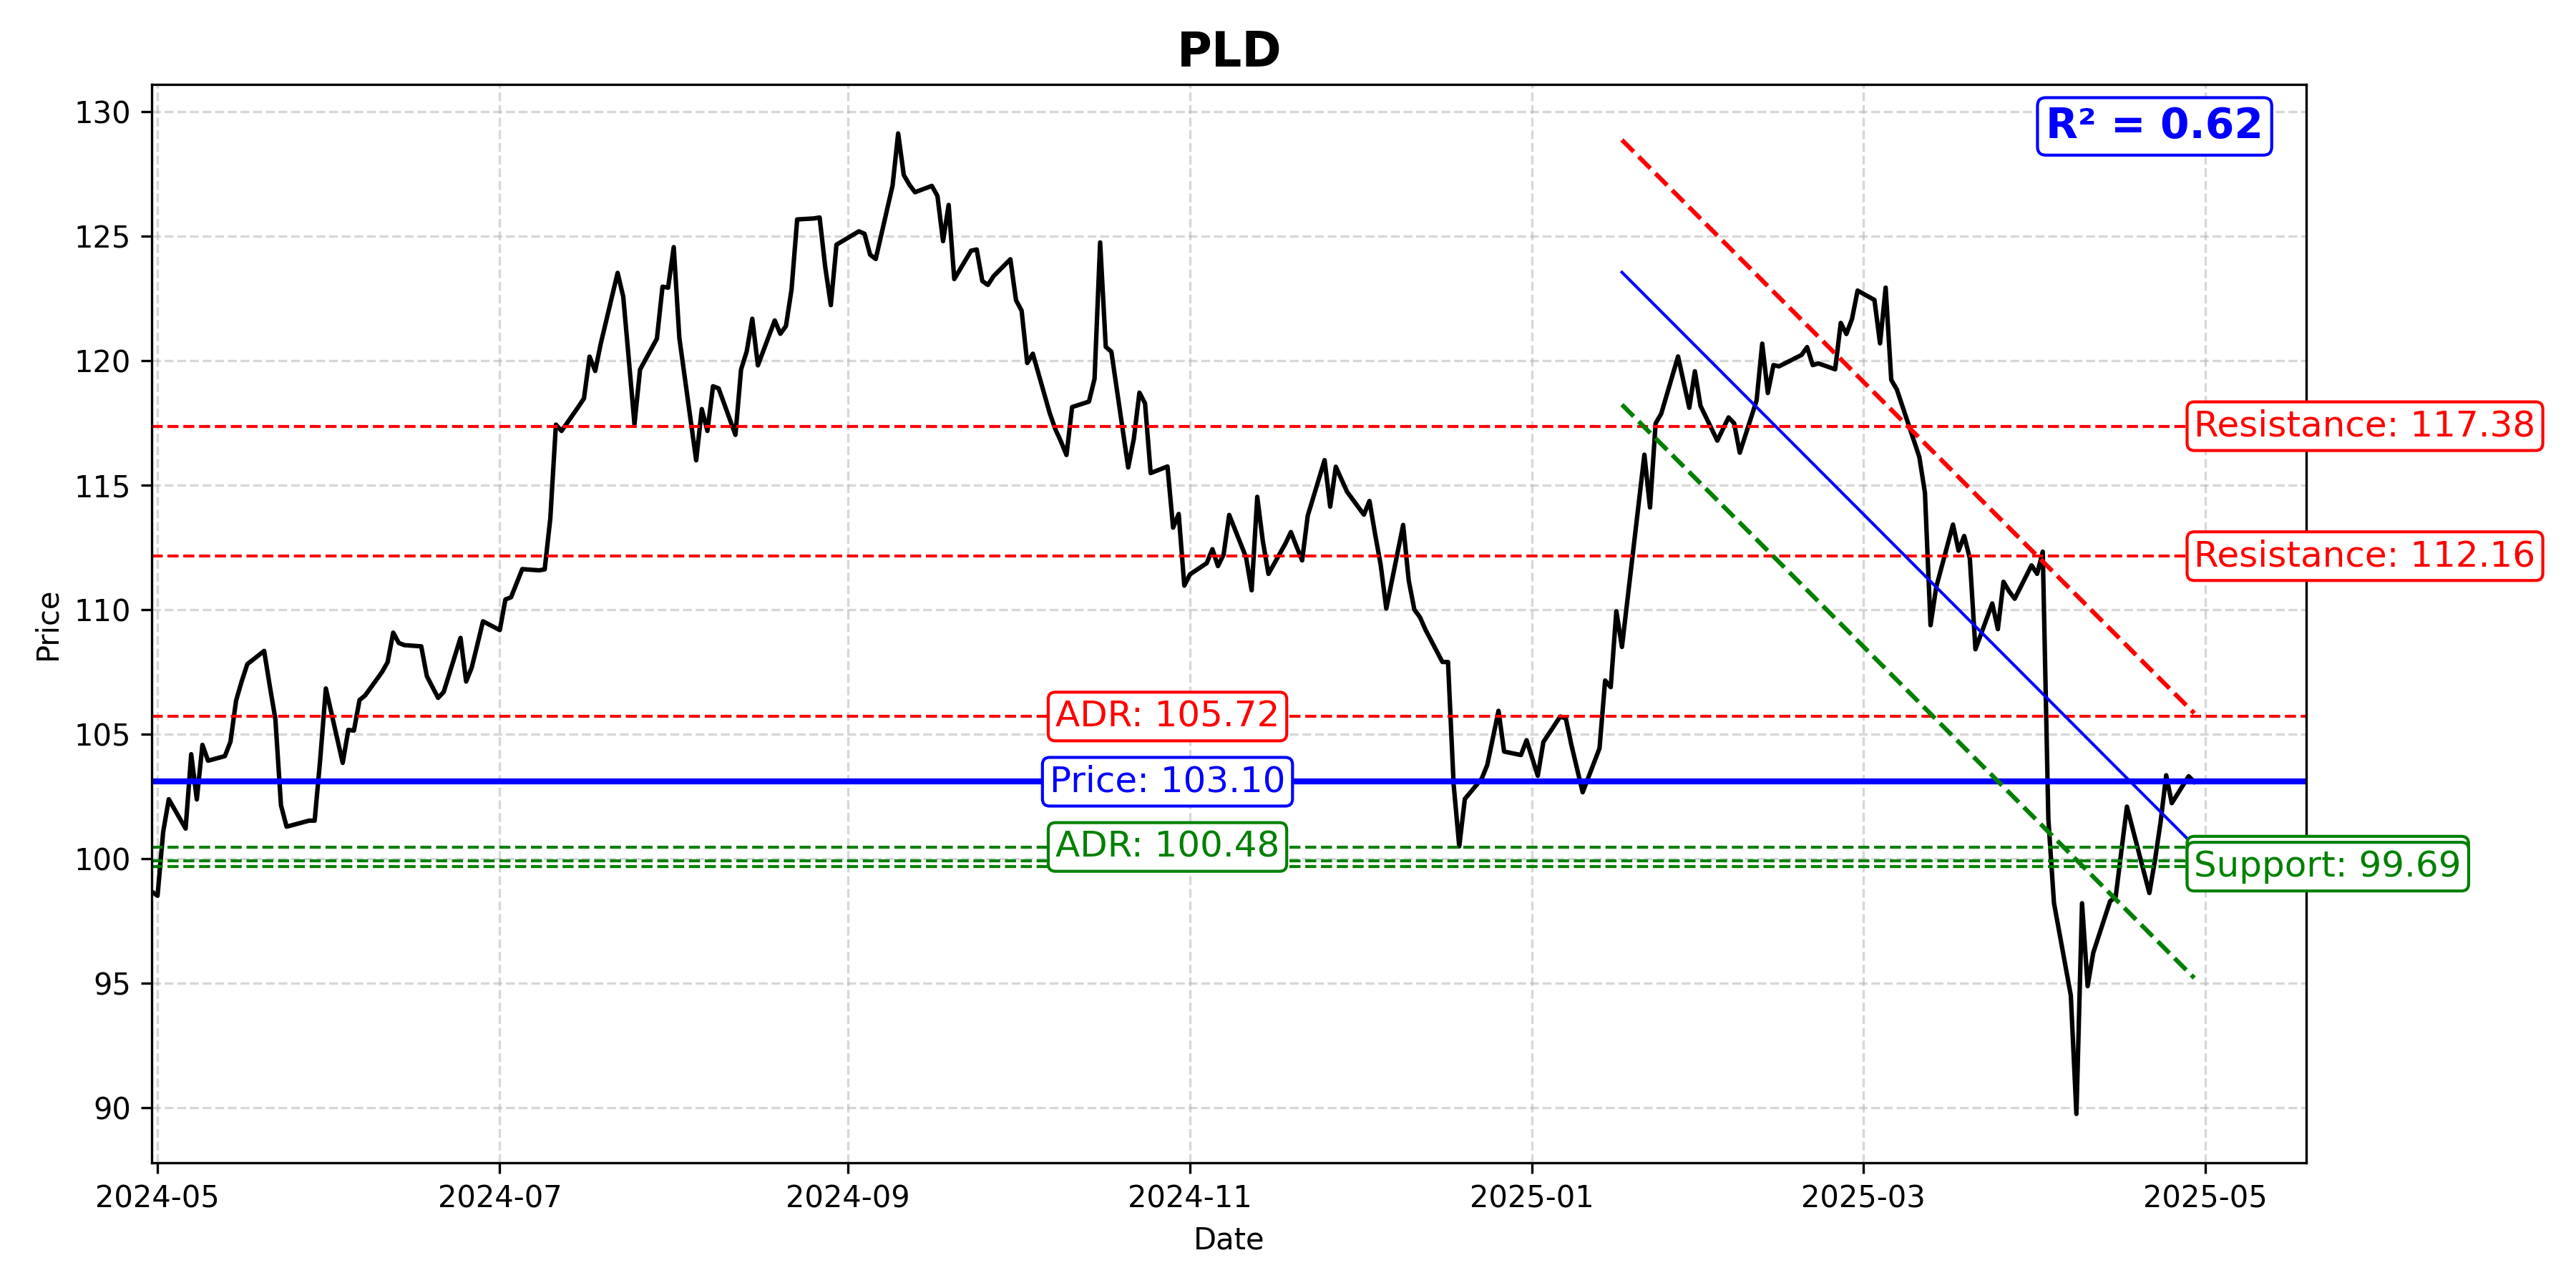 PLD
R² = 0.62
130
125
120
115
110
105
100
95
90
Price
Resistance: 117.38
Resistance: 112.16
ADR: 105.72
Price: 103.10
ADR: 100.48
Support: 99.69
2024-05
2024-07
2024-09
2024-11
2025-01
2025-03
2025-05
Date